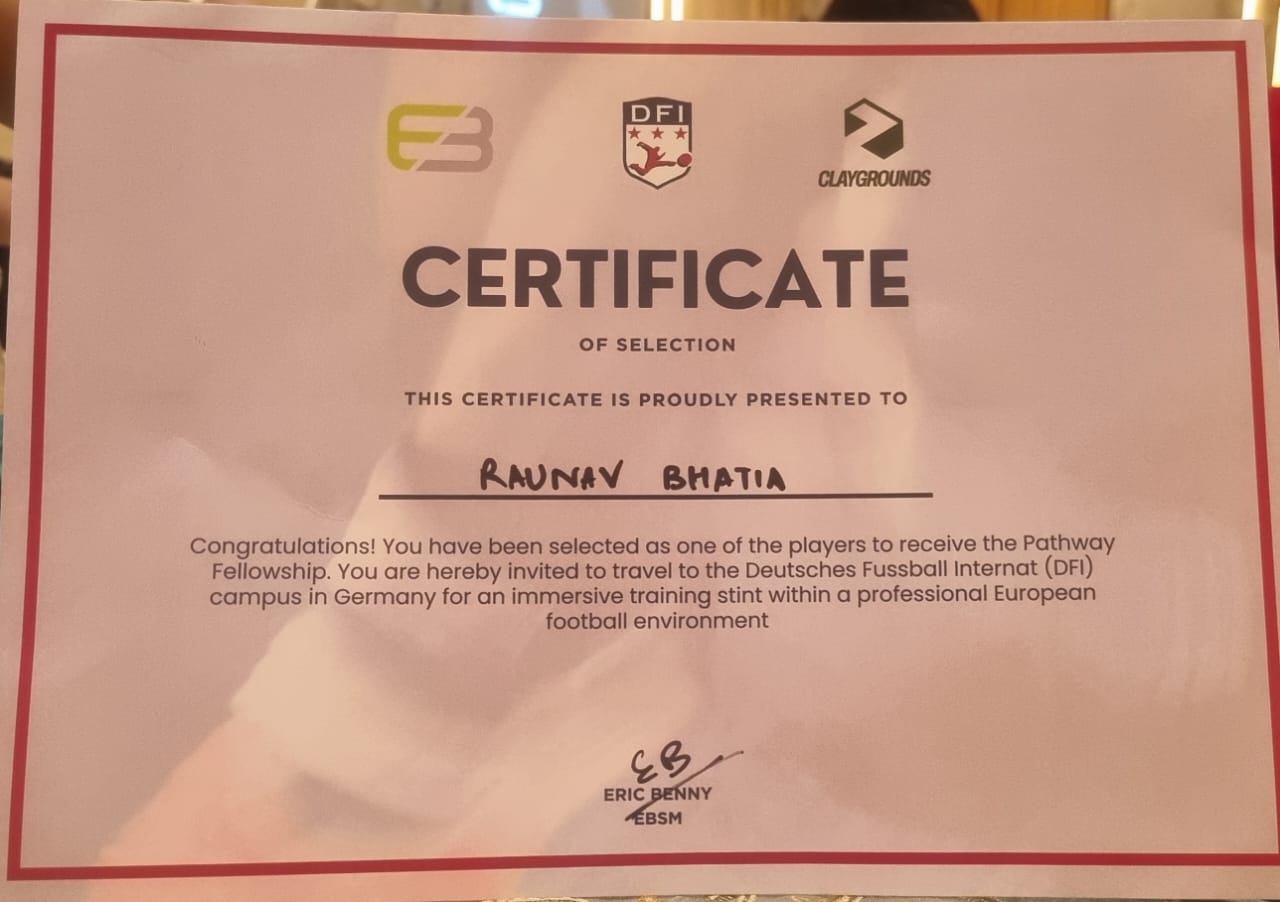 EB
DFI
CLAYGROUNDS
CERTIFICATE
OF SELECTION
THIS CERTIFICATE IS PROUDLY PRESENTED TO
RAUNAV BHATIA
Congratulations! You have been selected as one of the players to receive the Pathway
Fellowship. You are hereby invited to travel to the Deutsches Fussball Internat (DFI)
campus in Germany for an immersive training stint within a professional European
football environment
EB
ERIC BENNY
EBSM